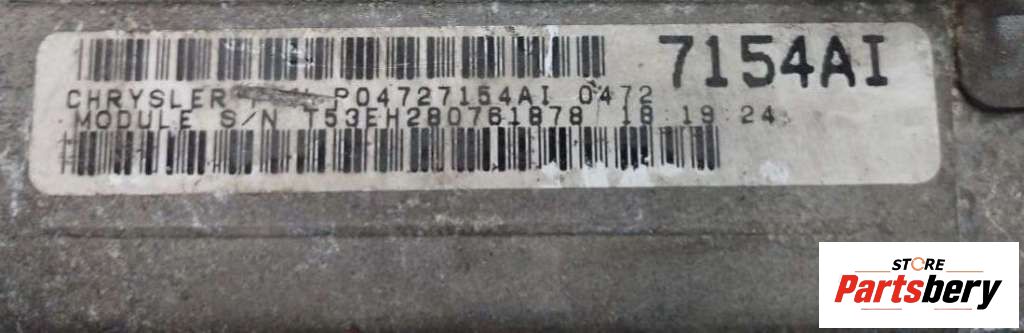 7154AI
CHRYSLER P04727154AI 0472
MODULE S/N T53EH280761878 18 19 24
STORE
Partsbery